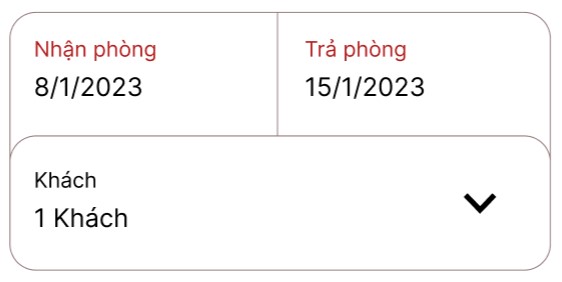 Nhận phòng
8/1/2023
Trả phòng
15/1/2023
Khách
1 Khách